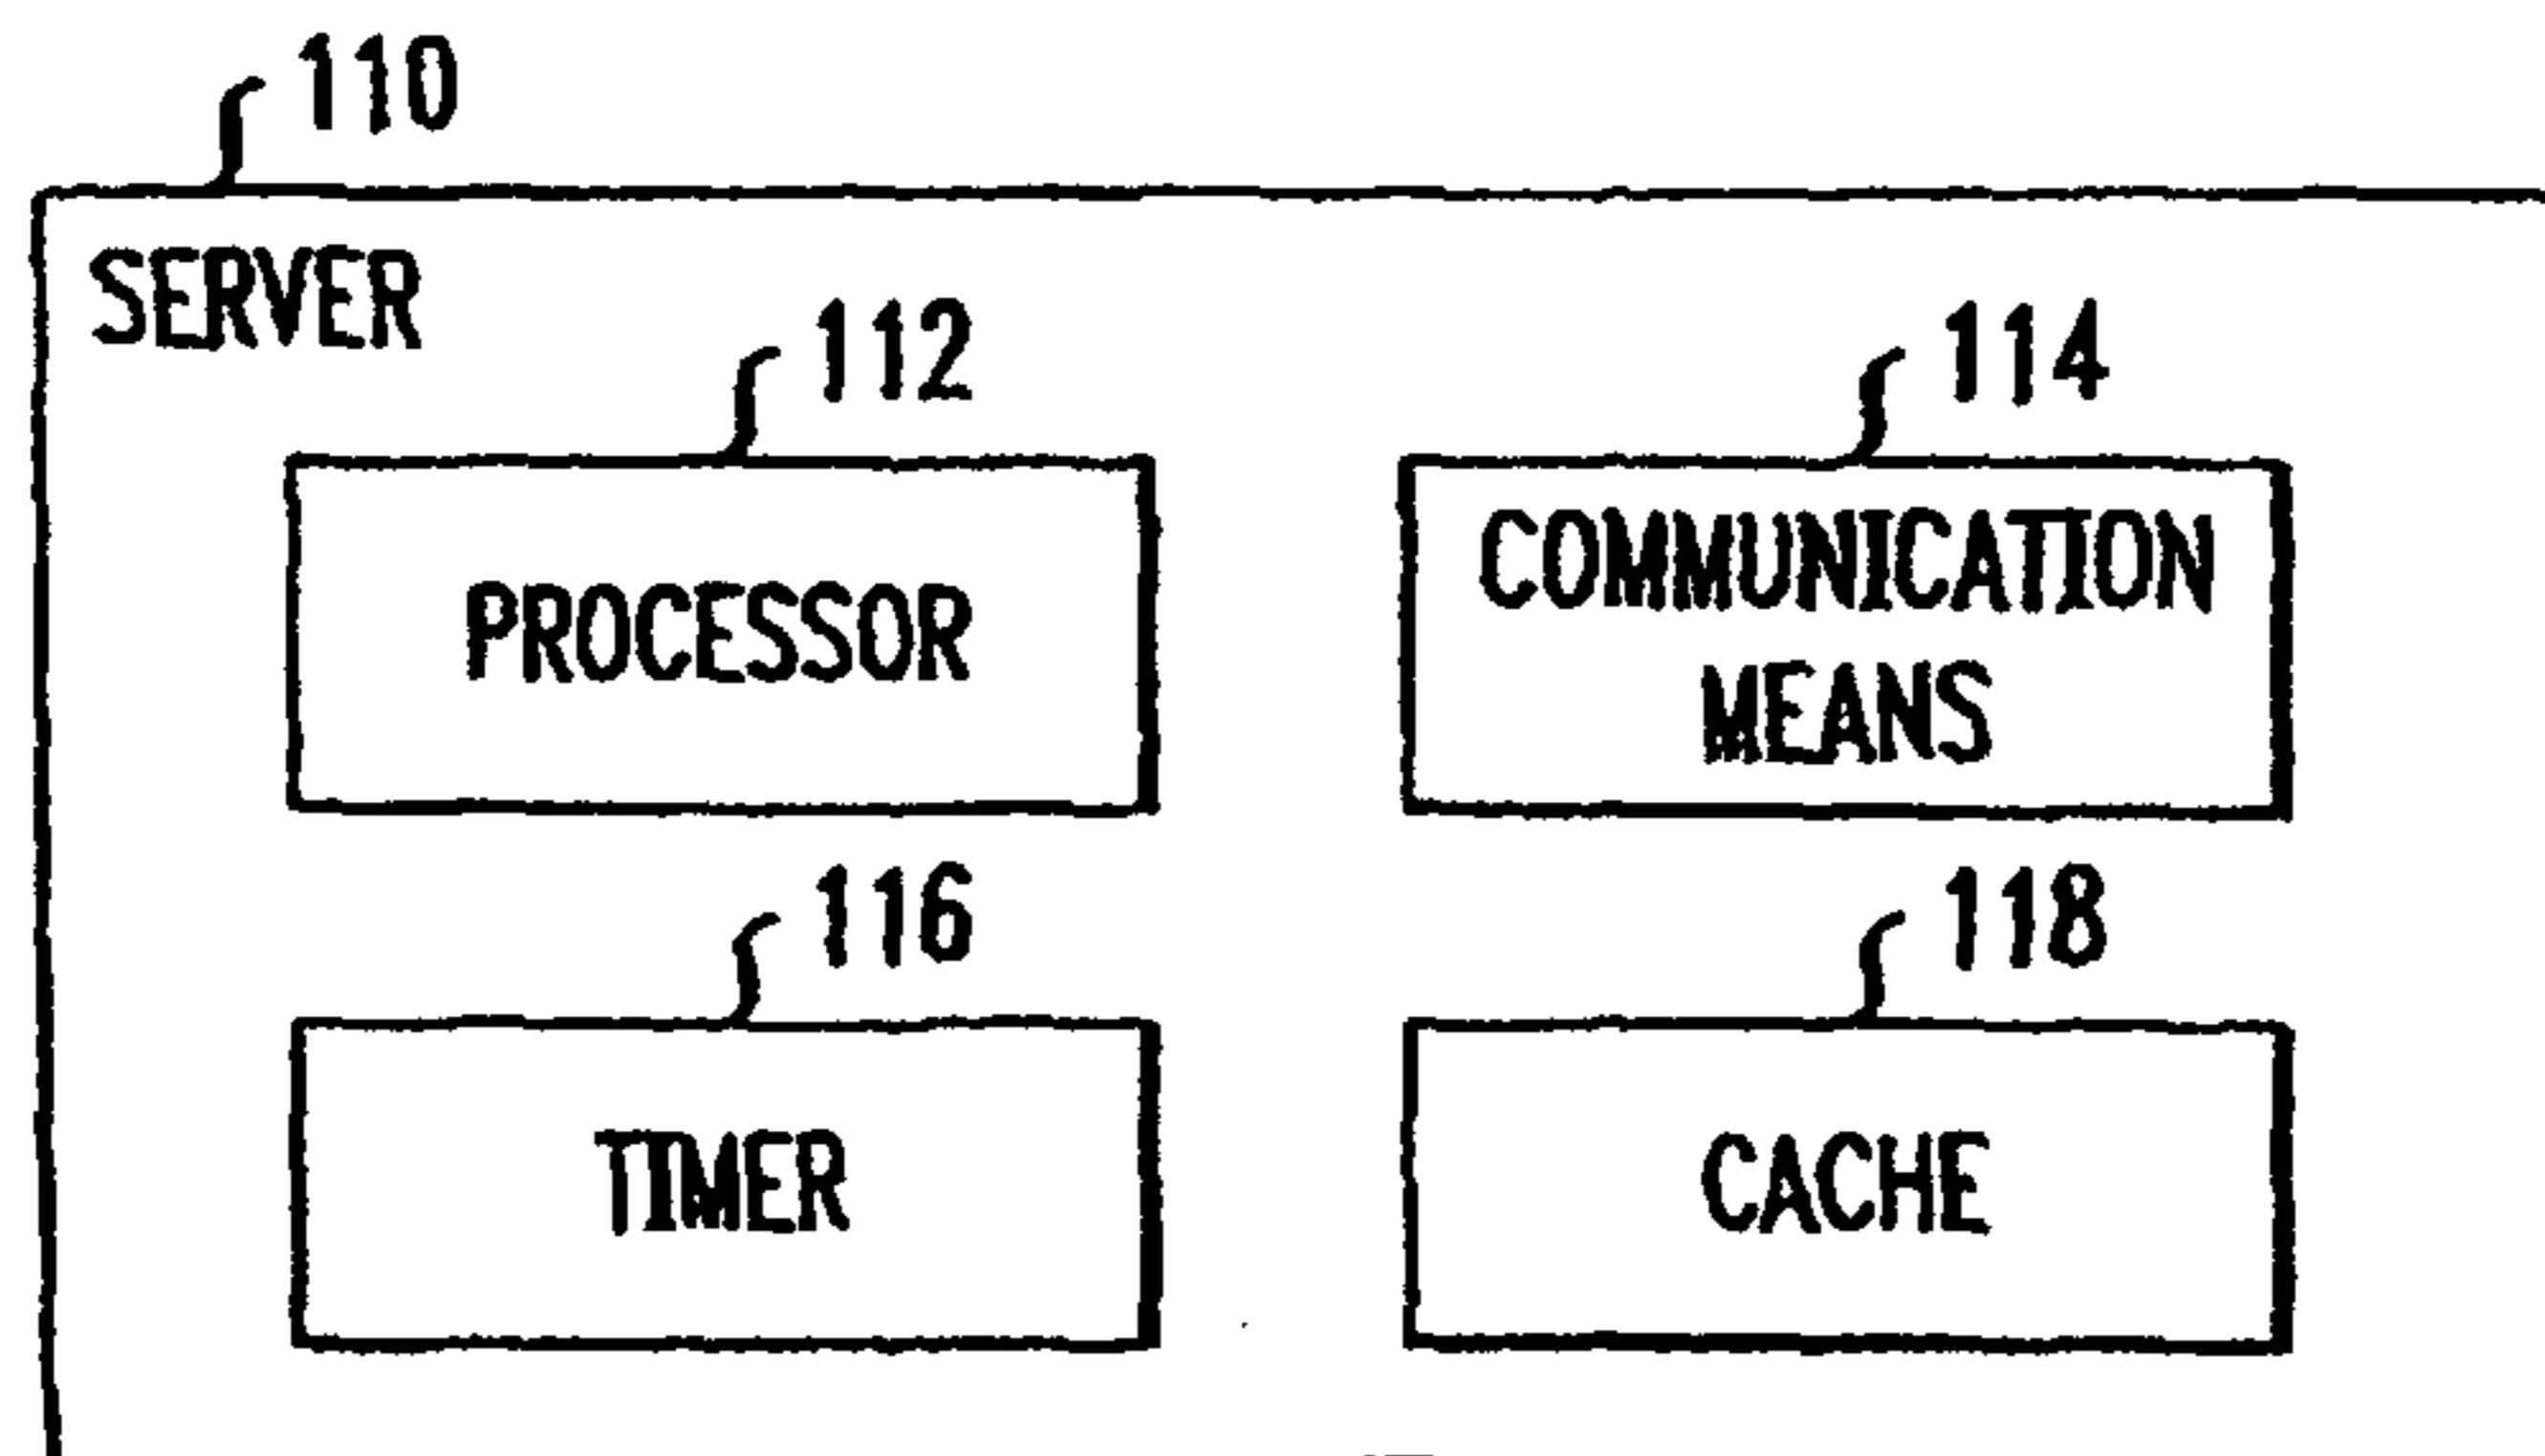 110
SERVER
112
114
PROCESSOR
COMMUNICATION
MEANS
116
118
TIMER
CACHE